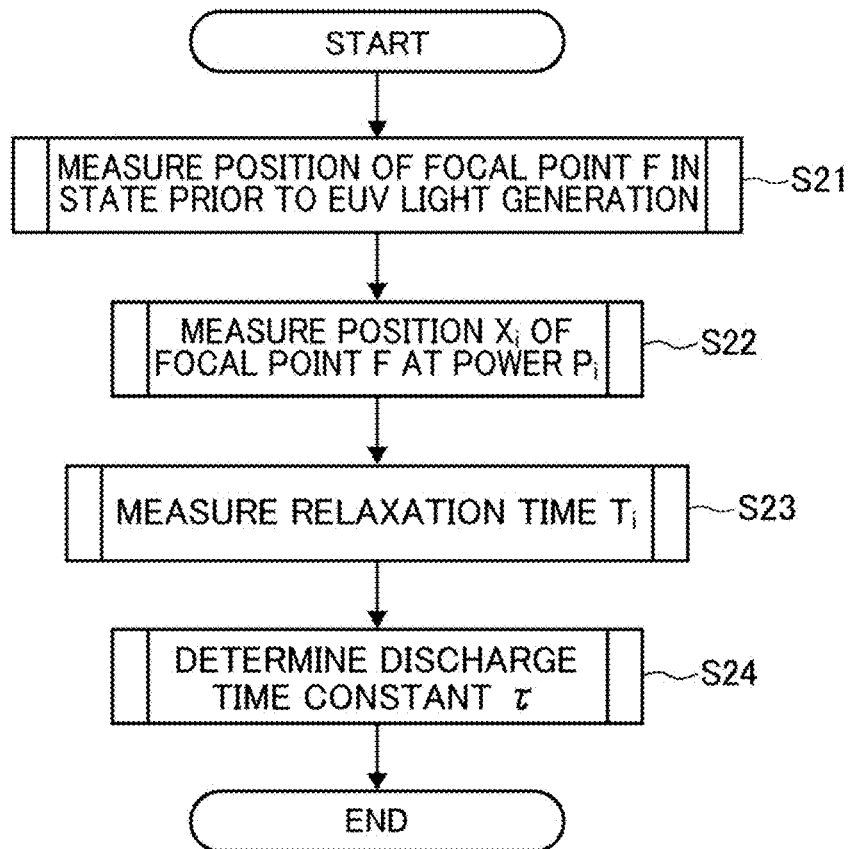 START
MEASURE POSITION OF FOCAL POINT F IN
STATE PRIOR TO EUV LIGHT GENERATION
S21
MEASURE POSITION Xi OF
FOCAL POINT F AT POWER Pi
S22
MEASURE RELAXATION TIME Ti
S23
DETERMINE DISCHARGE
TIME CONSTANT τ
S24
END